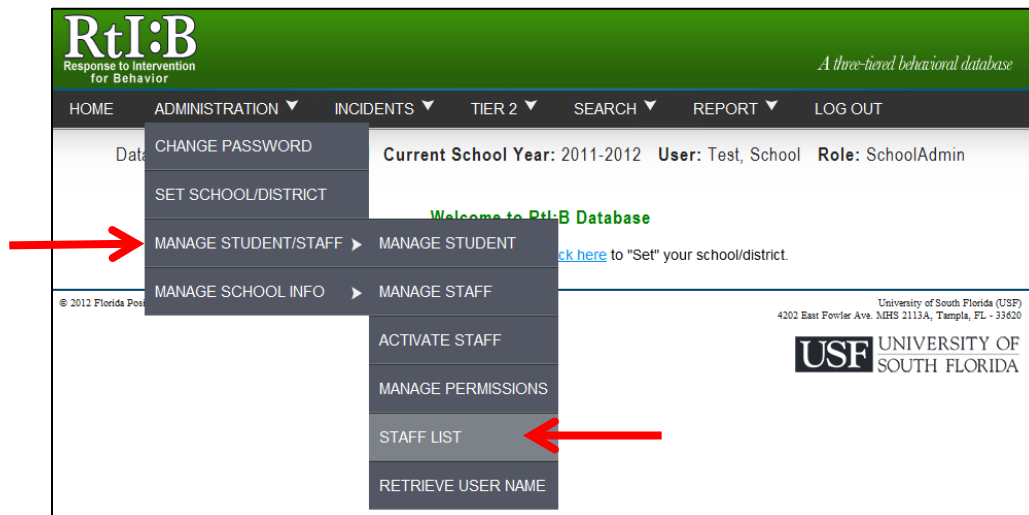 RtI:B
Response to Intervention
for Behavior
A three-tiered behavioral database
HOME ADMINISTRATION INCIDENTS TIER 2 SEARCH REPORT LOG OUT
Data Current School Year: 2011-2012 User: Test, School Role: SchoolAdmin
CHANGE PASSWORD
SET SCHOOL/DISTRICT
Welcome to RtI:B Database
MANAGE STUDENT/STAFF MANAGE STUDENT
here to "Set" your school/district.
MANAGE SCHOOL INFO MANAGE STAFF
© 2012 Florida University of South Florida (USF)
4202 East Fowler Ave. MHS 2113A, Tampla, FL - 33620
ACTIVATE STAFF
USF UNIVERSITY OF
SOUTH FLORIDA
MANAGE PERMISSIONS
STAFF LIST
RETRIEVE USER NAME